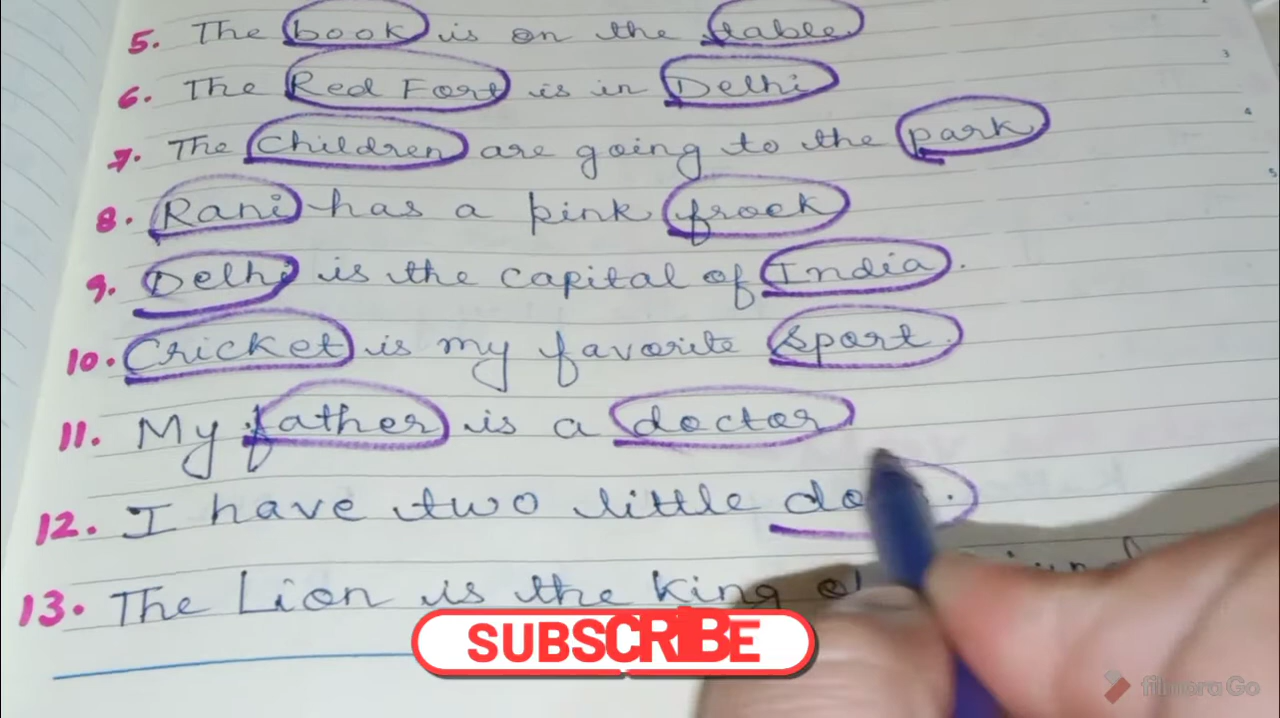 5. The book is on the table.
6. The Red Fort is in Delhi
7. The children are going to the park
8. Rani has a pink frock
9. Delhi is the capital of India.
10. Cricket is my favorite sport.
11. My father is a doctor
12. I have two little
13. The Lion is the king
SUBSCRIBE
filmora Go